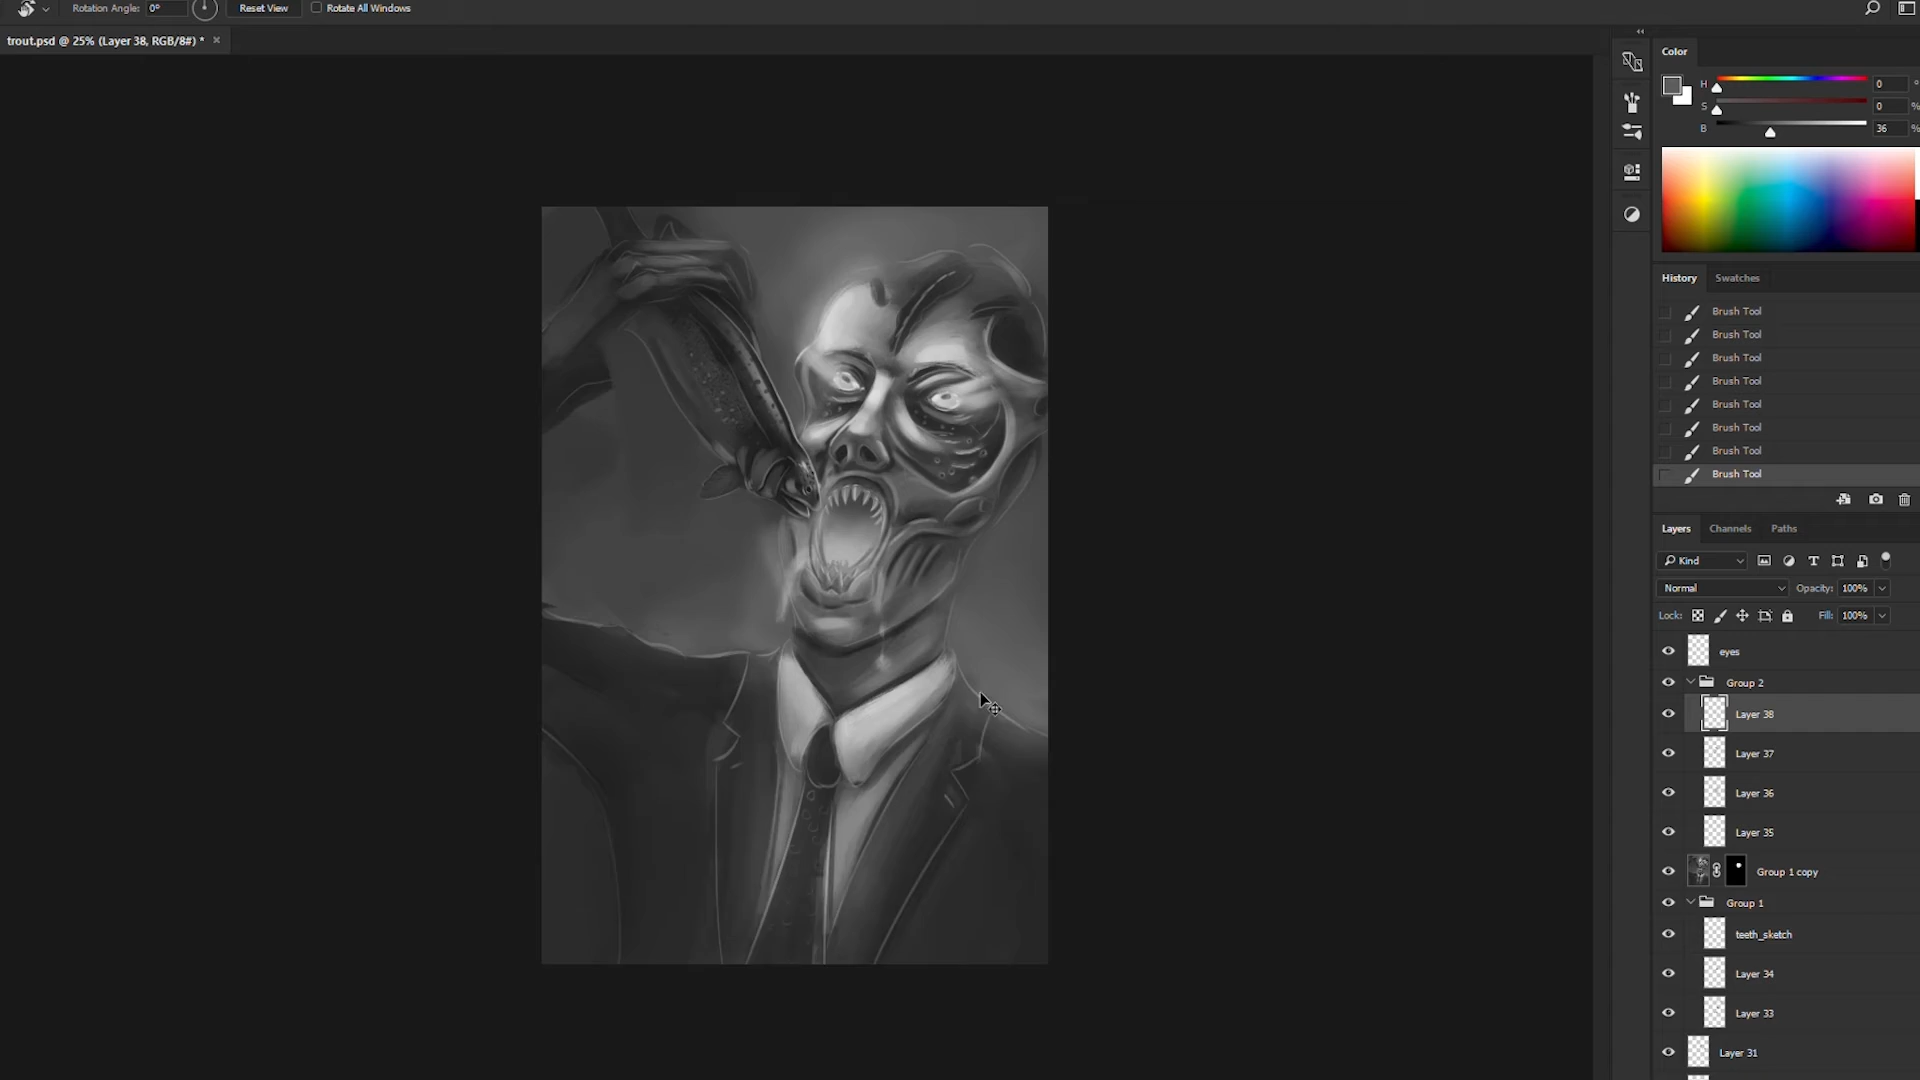 Rotation Angle: 0° Reset View Rotate All Windows
trout.psd @ 25% (Layer 38, RGB/8#) * ×
Color
H 0 °
S 0 %
B 36 %
History Swatches
Brush Tool
Brush Tool
Brush Tool
Brush Tool
Brush Tool
Brush Tool
Brush Tool
Brush Tool
Layers Channels Paths
Kind
Normal Opacity: 100%
Lock: Fill: 100%
eyes
Group 2
Layer 38
Layer 37
Layer 36
Layer 35
Group 1 copy
Group 1
teeth_sketch
Layer 34
Layer 33
Layer 31